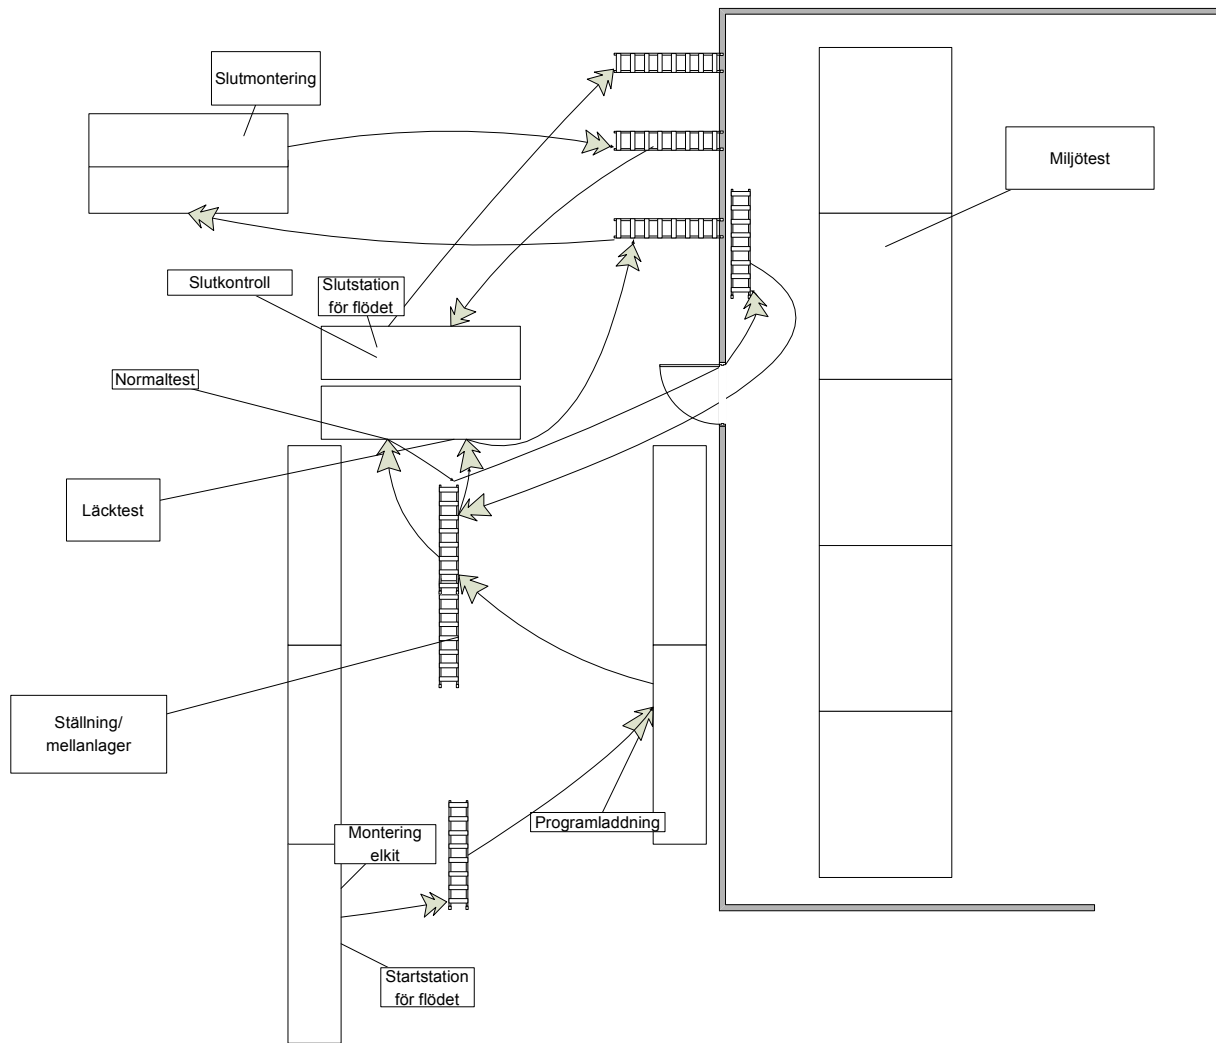 Slutmontering
Miljötest
Slutkontroll
Slutstation
för flödet
Normaltest
Läcktest
Ställning/
mellanlager
Programladdning
Montering
elkit
Startstation
för flödet